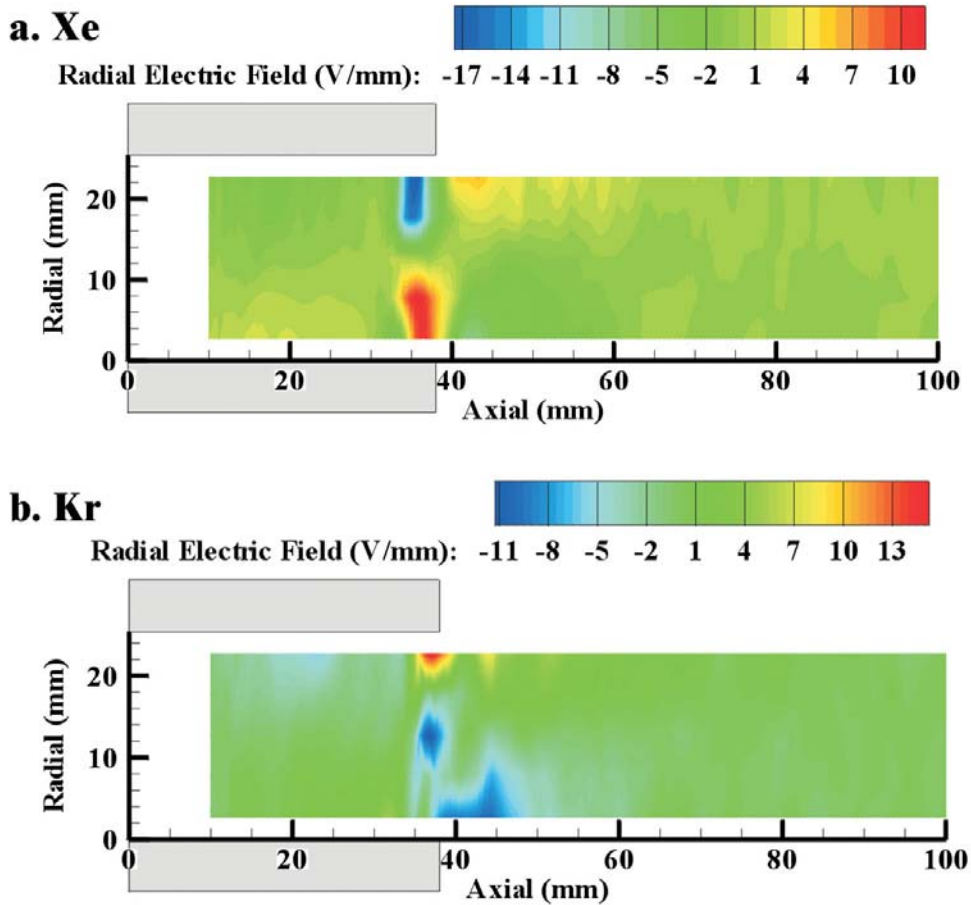 a. Xe
Radial Electric Field (V/mm): -17 -14 -11 -8 -5 -2 1 4 7 10
Radial (mm)
20
10
0
0 20 40 60 80 100
Axial (mm)
b. Kr
Radial Electric Field (V/mm): -11 -8 -5 -2 1 4 7 10 13
Radial (mm)
20
10
0
0 20 40 60 80 100
Axial (mm)